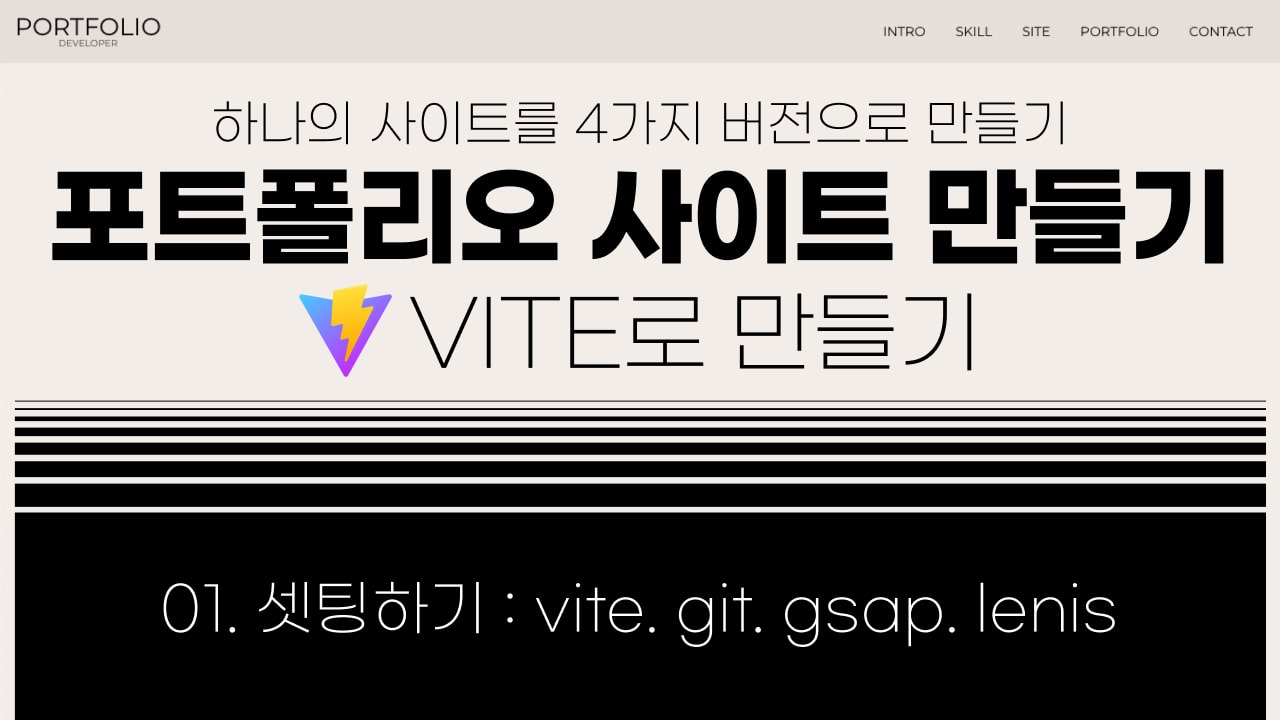 PORTFOLIO
DEVELOPER
INTRO SKILL SITE PORTFOLIO CONTACT
하나의 사이트를 4가지 버전으로 만들기
포트폴리오 사이트 만들기
VITE로 만들기
01. 셋팅하기 : vite. git. gsap. lenis